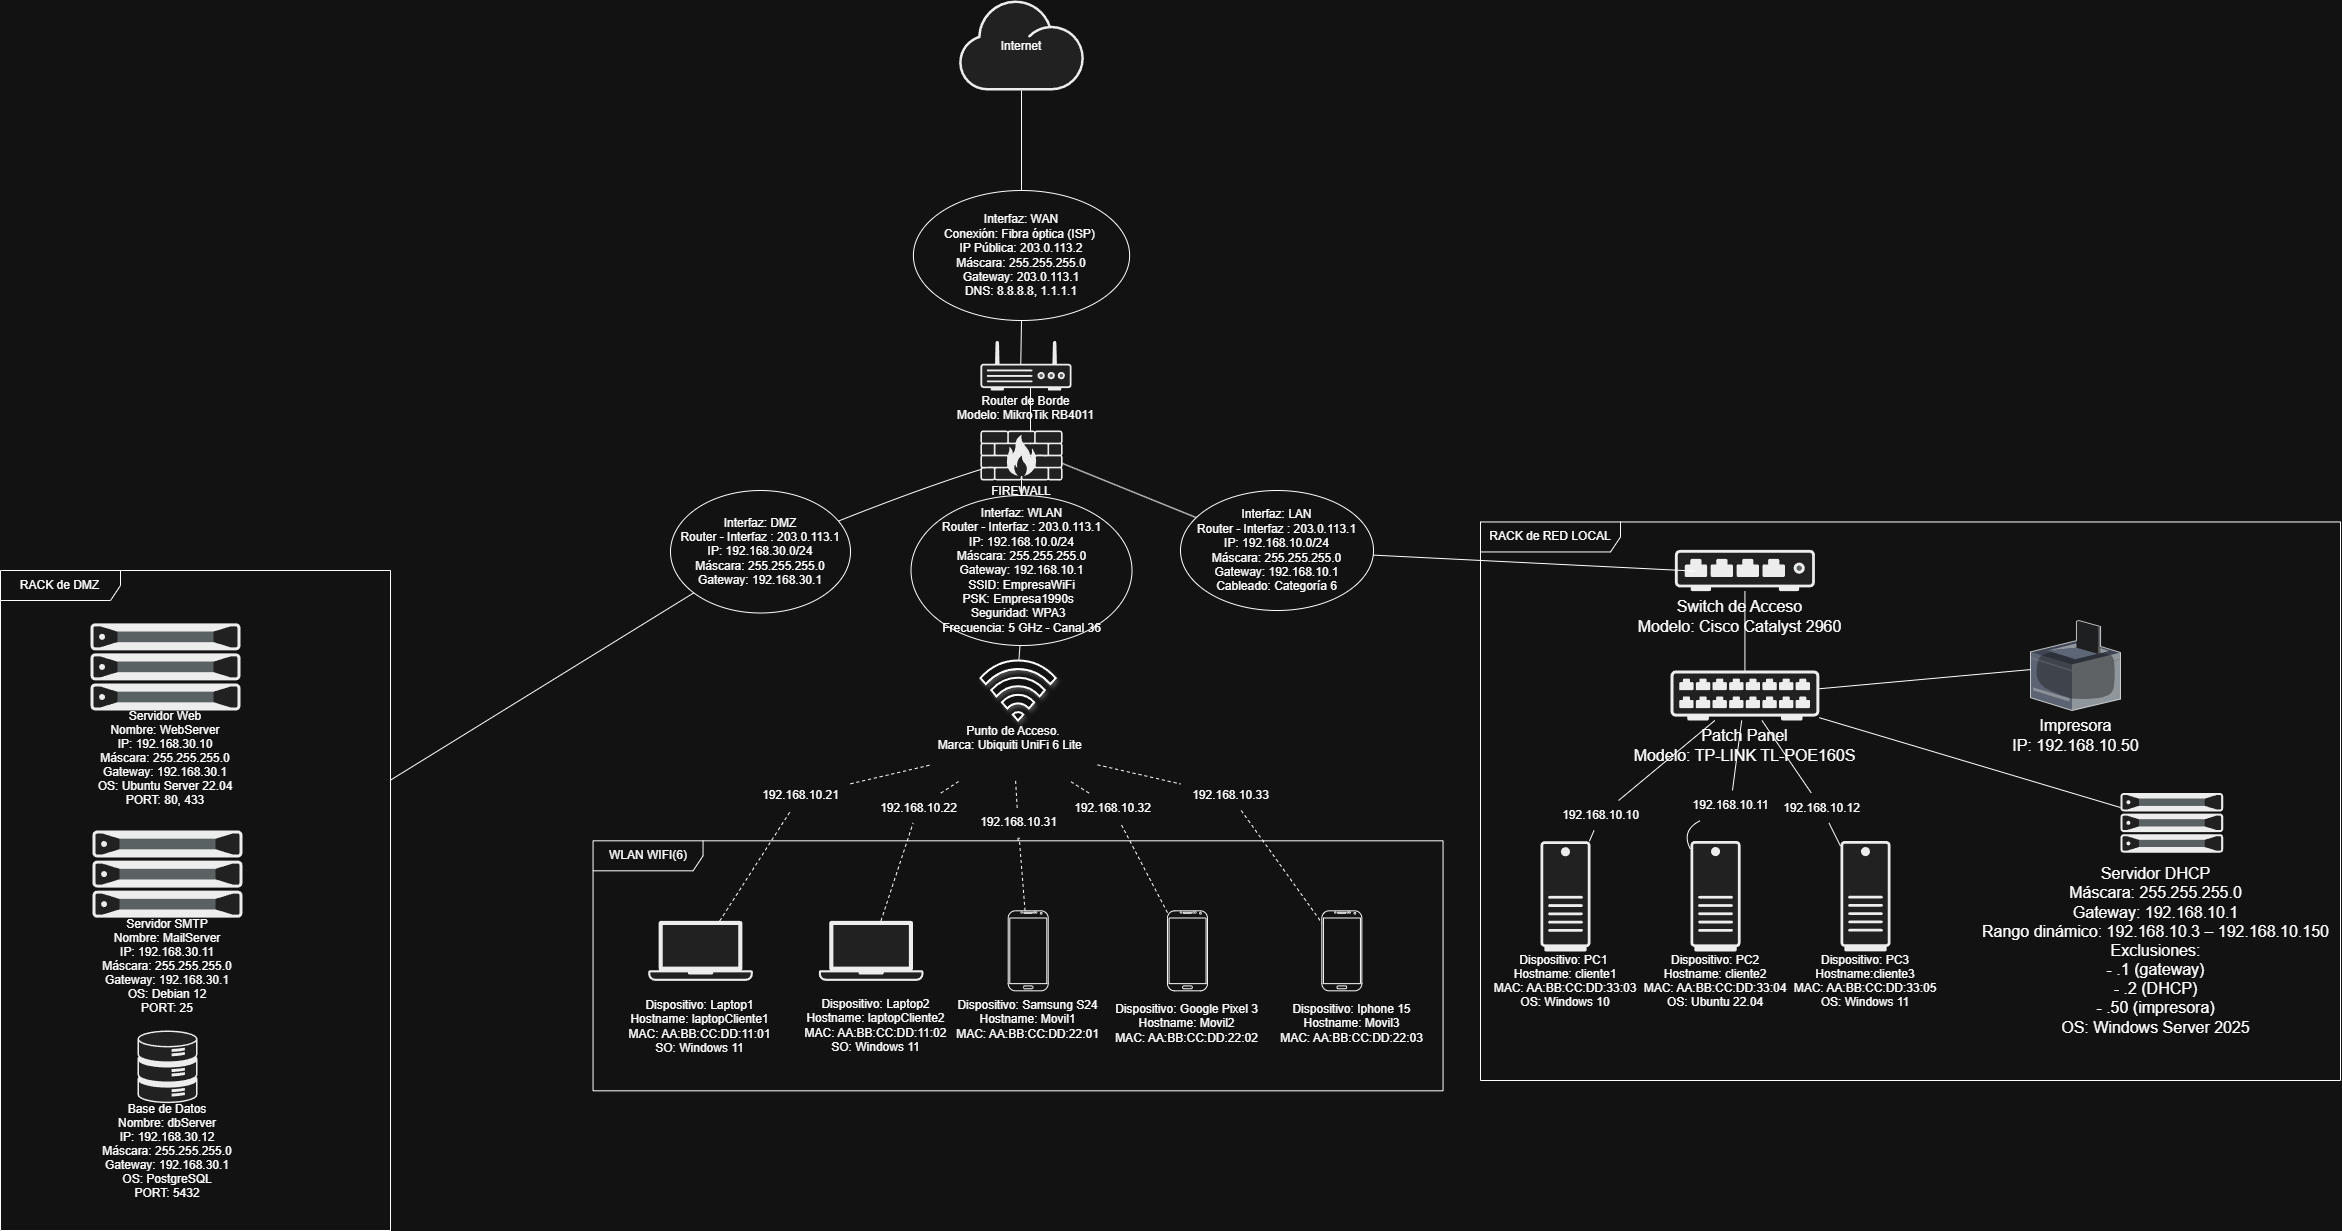 Internet
Interfaz: WAN
Conexión: Fibra óptica (ISP)
IP Pública: 203.0.113.2
Máscara: 255.255.255.0
Gateway: 203.0.113.1
DNS: 8.8.8.8, 1.1.1.1
Router de Borde
Modelo: MikroTik RB4011
FIREWALL
Interfaz: DMZ
Router - Interfaz : 203.0.113.1
IP: 192.168.30.0/24
Máscara: 255.255.255.0
Gateway: 192.168.30.1
Interfaz: WLAN
Router - Interfaz : 203.0.113.1
IP: 192.168.10.0/24
Máscara: 255.255.255.0
Gateway: 192.168.10.1
SSID: EmpresaWiFi
PSK: Empresa1990s
Seguridad: WPA3
Frecuencia: 5 GHz - Canal 36
Interfaz: LAN
Router - Interfaz : 203.0.113.1
IP: 192.168.10.0/24
Máscara: 255.255.255.0
Gateway: 192.168.10.1
Cableado: Categoría 6
RACK de DMZ
Servidor Web
Nombre: WebServer
IP: 192.168.30.10
Máscara: 255.255.255.0
Gateway: 192.168.30.1
OS: Ubuntu Server 22.04
PORT: 80, 433
Servidor SMTP
Nombre: MailServer
IP: 192.168.30.11
Máscara: 255.255.255.0
Gateway: 192.168.30.1
OS: Debian 12
PORT: 25
Base de Datos
Nombre: dbServer
IP: 192.168.30.12
Máscara: 255.255.255.0
Gateway: 192.168.30.1
OS: PostgreSQL
PORT: 5432
Punto de Acceso.
Marca: Ubiquiti UniFi 6 Lite
192.168.10.21
192.168.10.22
192.168.10.31
192.168.10.32
192.168.10.33
WLAN WIFI(6)
Dispositivo: Laptop1
Hostname: laptopCliente1
MAC: AA:BB:CC:DD:11:01
SO: Windows 11
Dispositivo: Laptop2
Hostname: laptopCliente2
MAC: AA:BB:CC:DD:11:02
SO: Windows 11
Dispositivo: Samsung S24
Hostname: Movil1
MAC: AA:BB:CC:DD:22:01
Dispositivo: Google Pixel 3
Hostname: Movil2
MAC: AA:BB:CC:DD:22:02
Dispositivo: Iphone 15
Hostname: Movil3
MAC: AA:BB:CC:DD:22:03
RACK de RED LOCAL
Switch de Acceso
Modelo: Cisco Catalyst 2960
Patch Panel
Modelo: TP-LINK TL-POE160S
Impresora
IP: 192.168.10.50
192.168.10.10
192.168.10.11
192.168.10.12
Dispositivo: PC1
Hostname: cliente1
MAC: AA:BB:CC:DD:33:03
OS: Windows 10
Dispositivo: PC2
Hostname: cliente2
MAC: AA:BB:CC:DD:33:04
OS: Ubuntu 22.04
Dispositivo: PC3
Hostname:cliente3
MAC: AA:BB:CC:DD:33:05
OS: Windows 11
Servidor DHCP
Máscara: 255.255.255.0
Gateway: 192.168.10.1
Rango dinámico: 192.168.10.3 – 192.168.10.150
Exclusiones:
- .1 (gateway)
- .2 (DHCP)
- .50 (impresora)
OS: Windows Server 2025